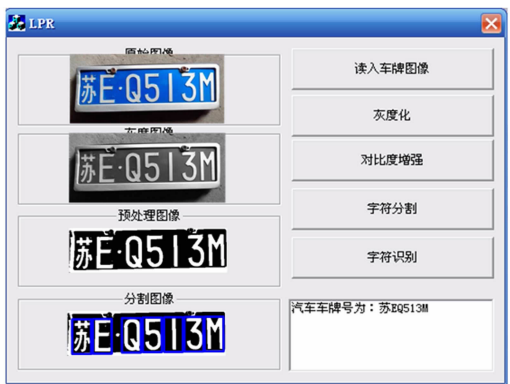 LPR
原始图像
苏E·Q513M
读入车牌图像
灰度图像
苏E·Q513M
灰度化
对比度增强
预处理图像
苏E·Q513M
字符分割
字符识别
分割图像
苏E·Q513M
汽车车牌号为：苏EQ513M